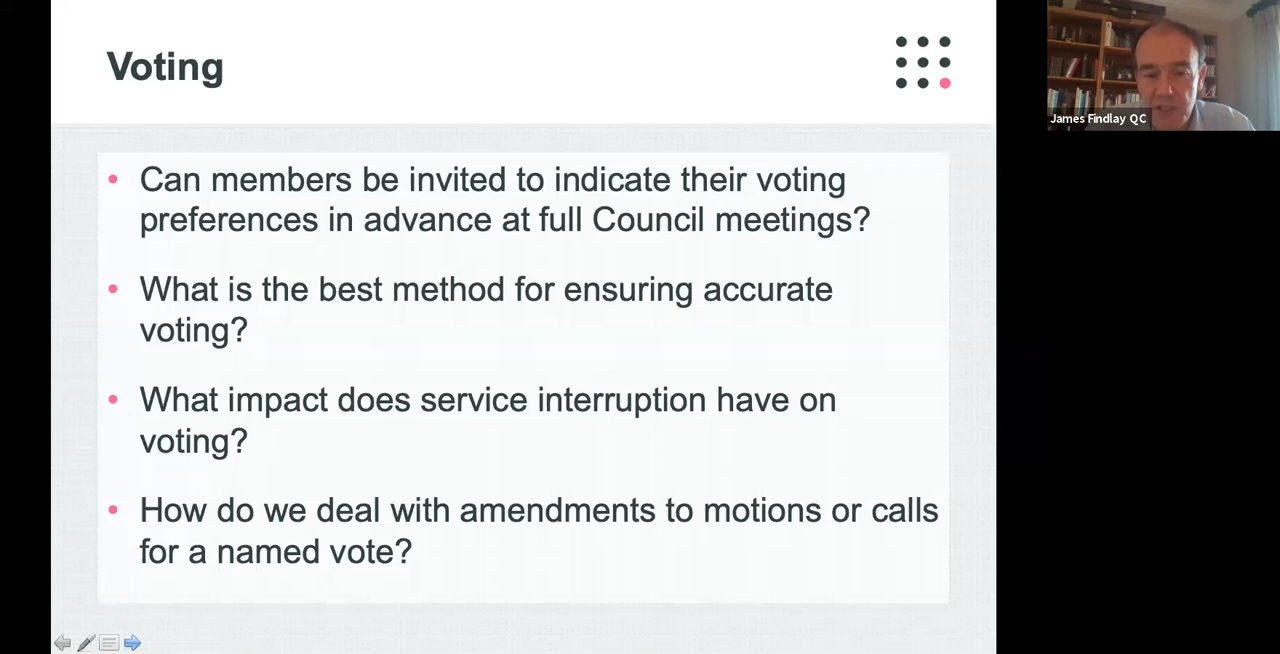 Voting
James Findlay QC
• Can members be invited to indicate their voting
preferences in advance at full Council meetings?
• What is the best method for ensuring accurate
voting?
• What impact does service interruption have on
voting?
• How do we deal with amendments to motions or calls
for a named vote?